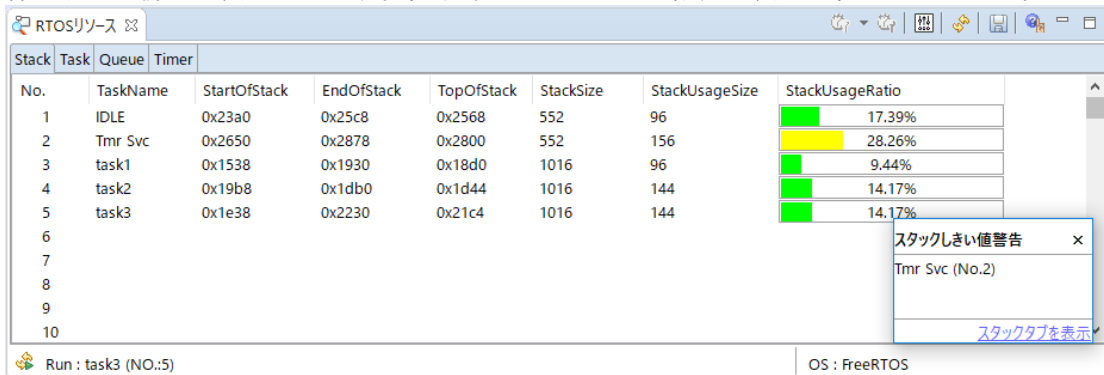 RTOSリソース
Stack Task Queue Timer
No. TaskName StartOfStack EndOfStack TopOfStack StackSize StackUsageSize StackUsageRatio
1 IDLE 0x23a0 0x25c8 0x2568 552 96 17.39%
2 Tmr Svc 0x2650 0x2878 0x2800 552 156 28.26%
3 task1 0x1538 0x1930 0x18d0 1016 96 9.44%
4 task2 0x19b8 0x1db0 0x1d44 1016 144 14.17%
5 task3 0x1e38 0x2230 0x21c4 1016 144 14.17%
6
7
8
9
10
スタックしきい値警告
Tmr Svc (No.2)
スタックタブを表示
Run : task3 (NO.:5) OS : FreeRTOS